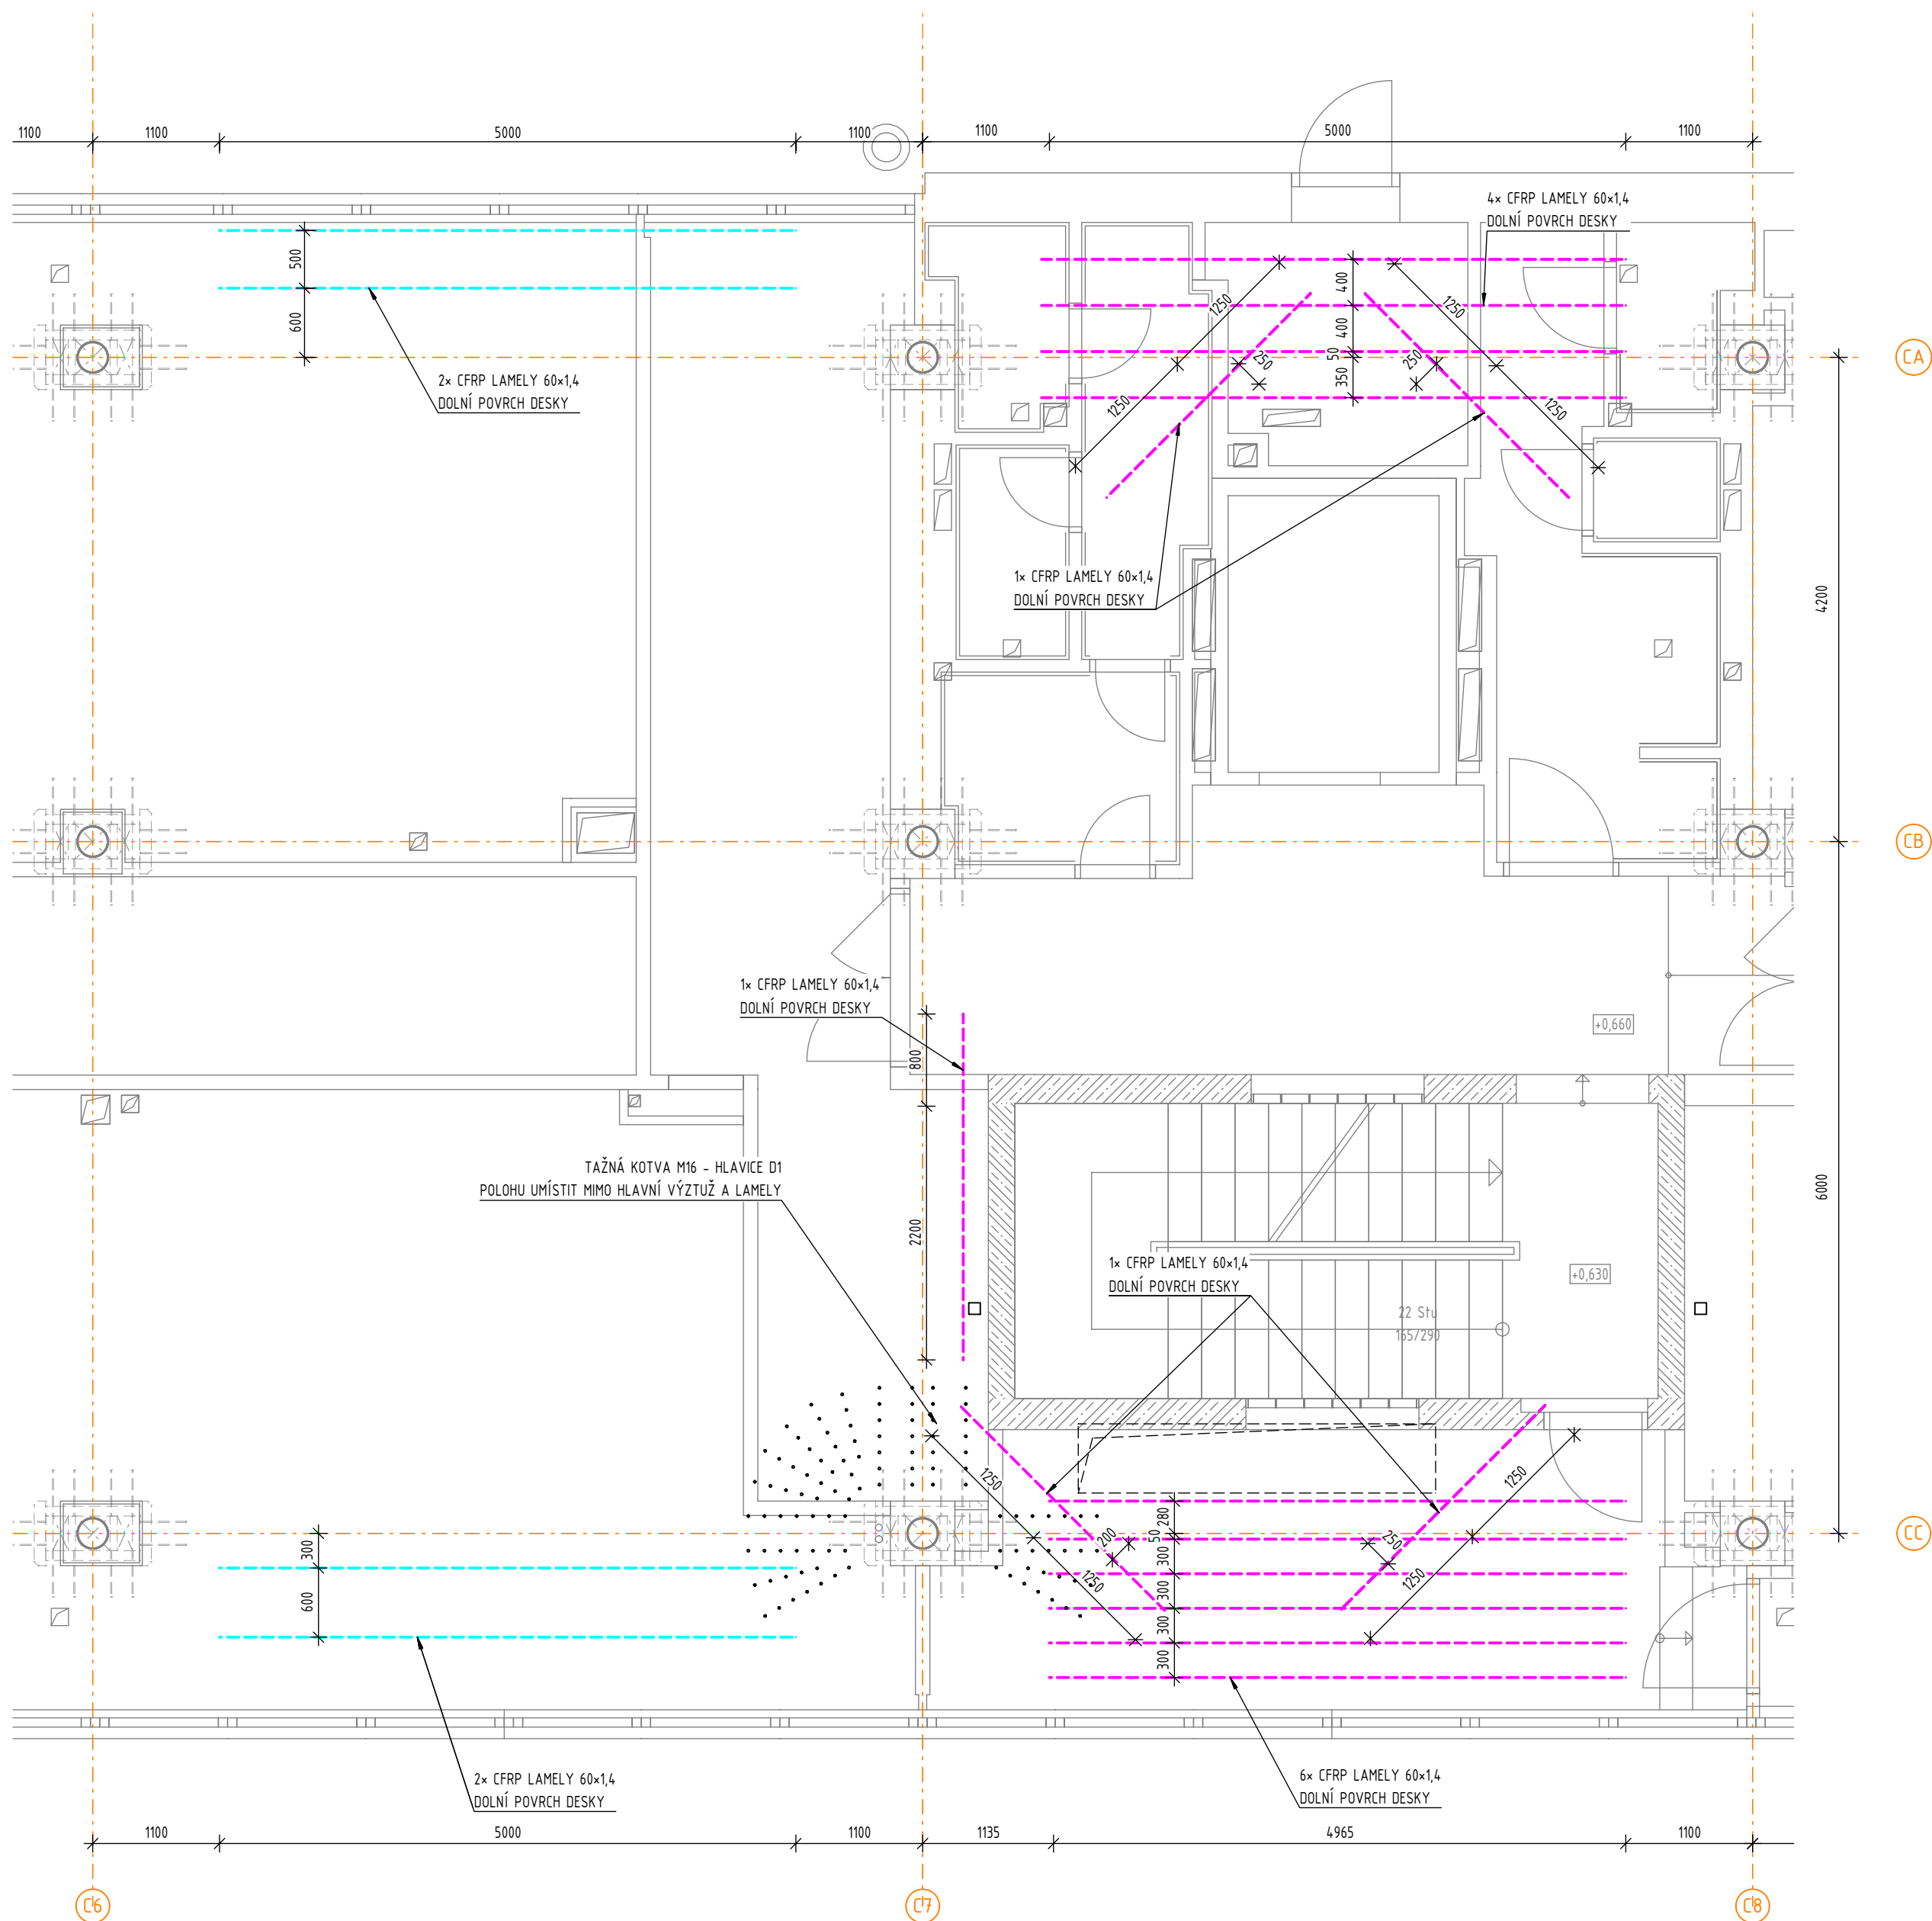 1100
1100
5000
1100
1100
5000
1100
4× CFRP LAMELY 60×1,4
DOLNÍ POVRCH DESKY
500
600
400
400
50
350
1250
1250
250
250
1250
1250
CA
2× CFRP LAMELY 60×1,4
DOLNÍ POVRCH DESKY
1× CFRP LAMELY 60×1,4
DOLNÍ POVRCH DESKY
4200
CB
1× CFRP LAMELY 60×1,4
DOLNÍ POVRCH DESKY
+0,660
800
TAŽNÁ KOTVA M16 - HLAVICE D1
POLOHU UMÍSTIT MIMO HLAVNÍ VÝZTUŽ A LAMELY
2200
6000
1× CFRP LAMELY 60×1,4
DOLNÍ POVRCH DESKY
+0,630
22 Stu
165/290
1250
1250
200
250
1250
1250
280
50
300
300
300
300
300
600
CC
2× CFRP LAMELY 60×1,4
DOLNÍ POVRCH DESKY
6× CFRP LAMELY 60×1,4
DOLNÍ POVRCH DESKY
1100
5000
1100
1135
4965
1100
C6
C7
C8